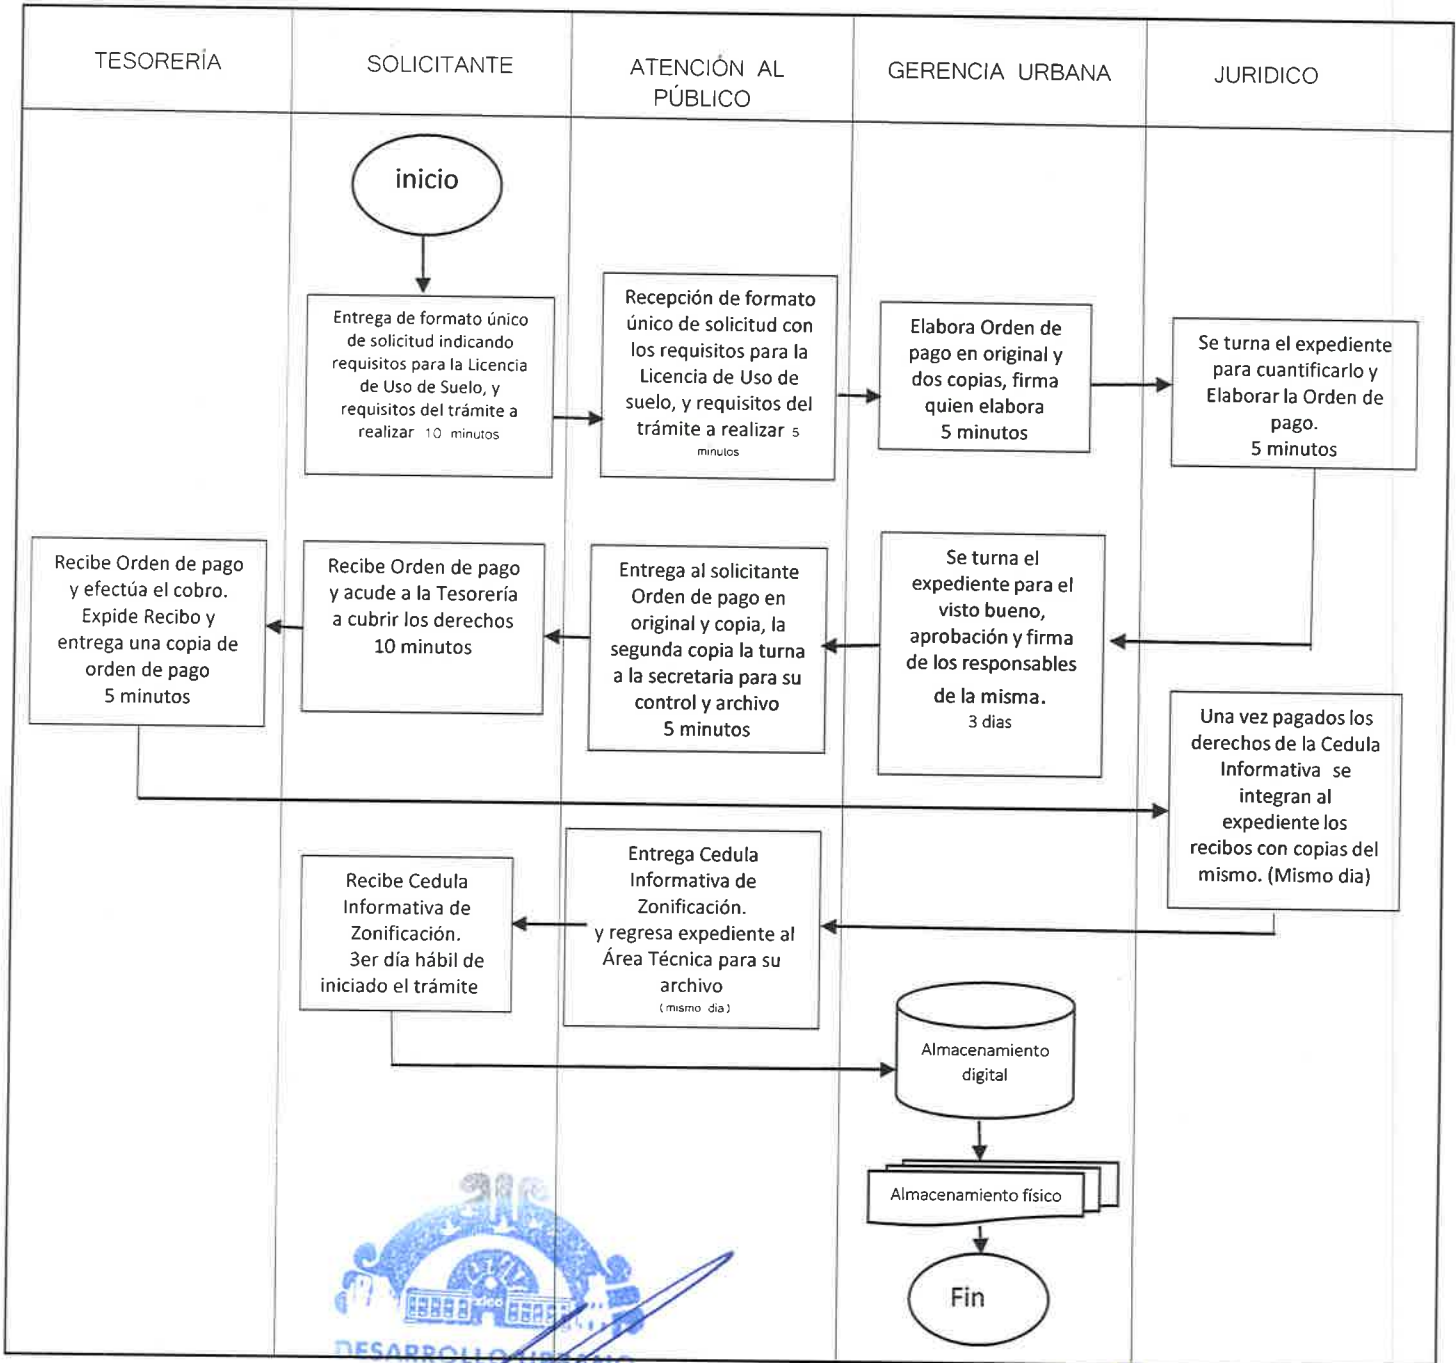 TESORERÍA
SOLICITANTE
ATENCIÓN AL
PÚBLICO
GERENCIA URBANA
JURIDICO
inicio
Entrega de formato único
de solicitud indicando
requisitos para la Licencia
de Uso de Suelo, y
requisitos del trámite a
realizar 10 minutos
Recepción de formato
único de solicitud con
los requisitos para la
Licencia de Uso de
suelo, y requisitos del
trámite a realizar 5
minutos
Elabora Orden de
pago en original y
dos copias, firma
quien elabora
5 minutos
Se turna el expediente
para cuantificarlo y
Elaborar la Orden de
pago.
5 minutos
Recibe Orden de pago
y efectúa el cobro.
Expide Recibo y
entrega una copia de
orden de pago
5 minutos
Recibe Orden de pago
y acude a la Tesorería
a cubrir los derechos
10 minutos
Entrega al solicitante
Orden de pago en
original y copia, la
segunda copia la turna
a la secretaria para su
control y archivo
5 minutos
Se turna el
expediente para el
visto bueno,
aprobación y firma
de los responsables
de la misma.
3 dias
Una vez pagados los
derechos de la Cedula
Informativa se
integran al
expediente los
recibos con copias del
mismo. (Mismo dia)
Recibe Cedula
Informativa de
Zonificación.
3er día hábil de
iniciado el trámite
Entrega Cedula
Informativa de
Zonificación.
y regresa expediente al
Área Técnica para su
archivo
(mismo dia)
Almacenamiento
digital
Almacenamiento físico
Fin
DESARROLLO URBANO